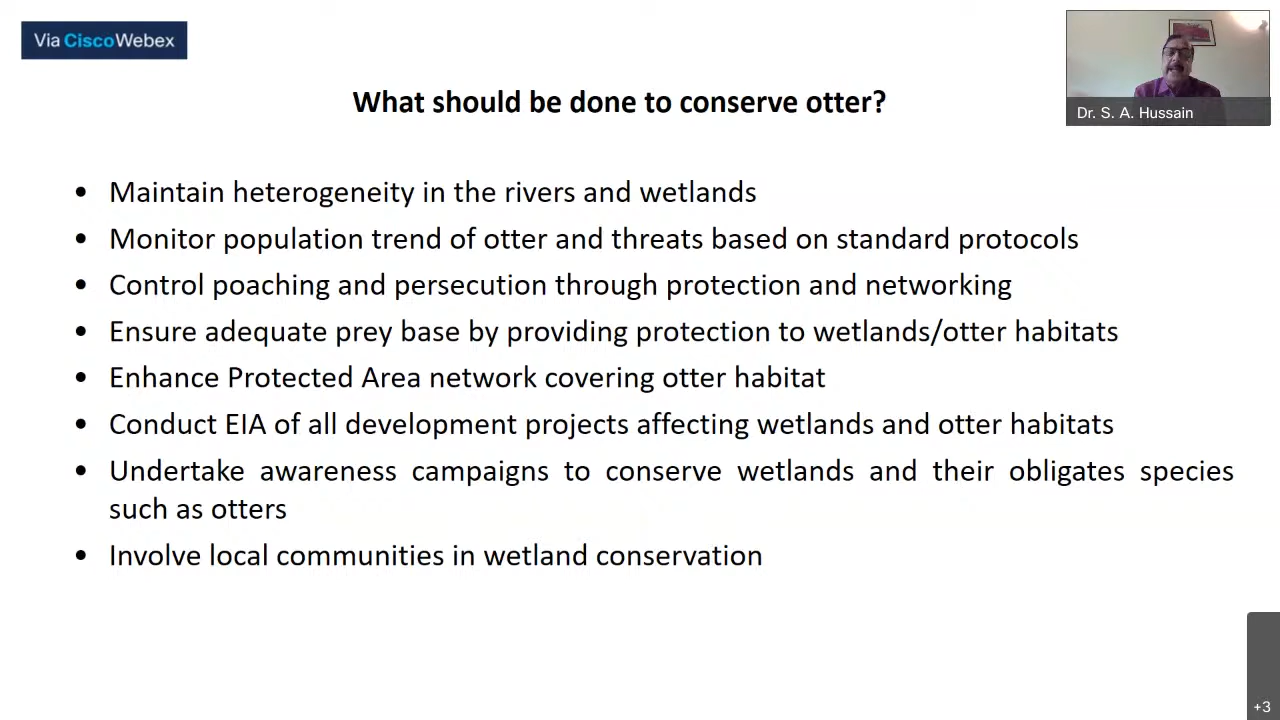 Via CiscoWebex
Dr. S. A. Hussain
What should be done to conserve otter?
• Maintain heterogeneity in the rivers and wetlands
• Monitor population trend of otter and threats based on standard protocols
• Control poaching and persecution through protection and networking
• Ensure adequate prey base by providing protection to wetlands/otter habitats
• Enhance Protected Area network covering otter habitat
• Conduct EIA of all development projects affecting wetlands and otter habitats
• Undertake awareness campaigns to conserve wetlands and their obligates species
such as otters
• Involve local communities in wetland conservation
+3